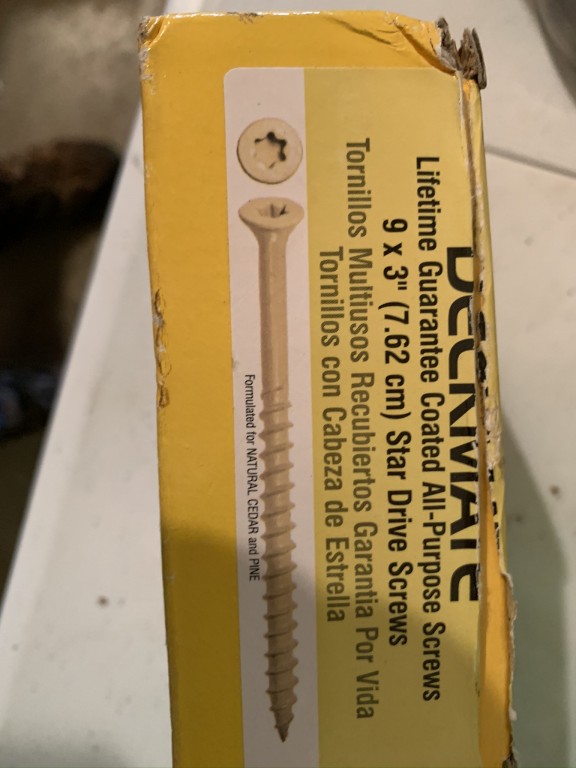 DECKMATE
Lifetime Guarantee Coated All-Purpose Screws
9 x 3" (7.62 cm) Star Drive Screws
Tornillos Multiusos Recubiertos Garantia Por Vida
Tornillos con Cabeza de Estrella
Formulated for NATURAL CEDAR and PINE